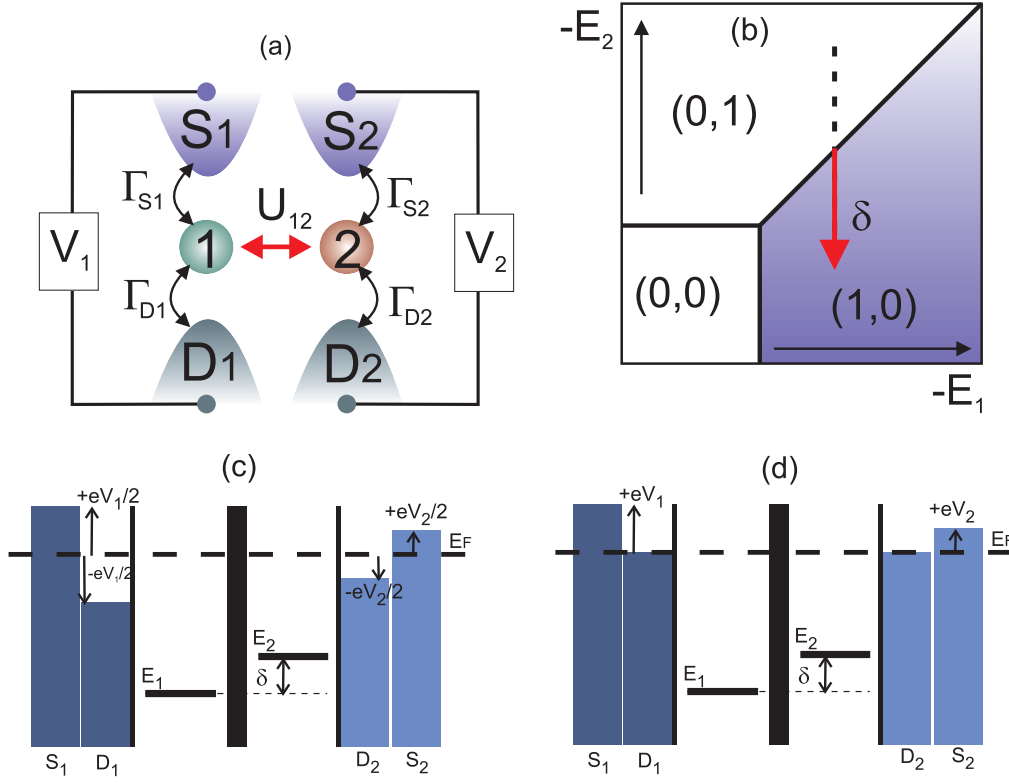 (a)
S1
S2
ΓS1
ΓS2
U12
V1
1
2
V2
ΓD1
ΓD2
D1
D2
(b)
-E2
(0,1)
δ
(0,0)
(1,0)
-E1
(c)
+eV1/2
-eV1/2
+eV2/2
EF
-eV2/2
E2
E1
δ
S1
D1
D2
S2
(d)
+eV1
+eV2
EF
E2
E1
δ
S1
D1
D2
S2